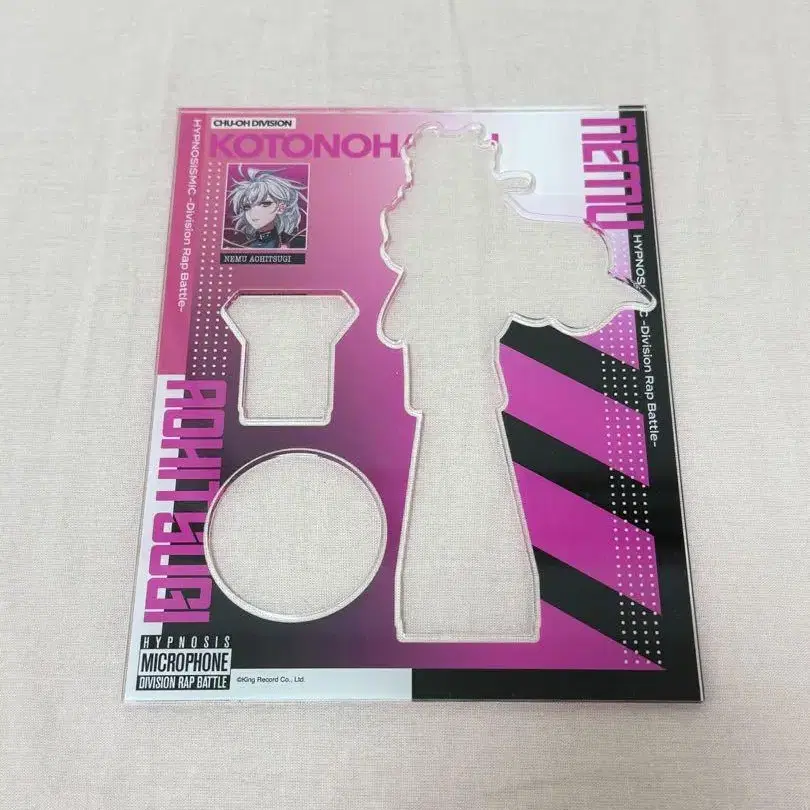 CHU-OH DIVISION
KOTONOH
NEMU
HYPNOSISMIC -Division Rap Battle-
NEMU AOHITSUGI
-Division Rap Battle-
AOHITSUGI
HYPNOSIS
MICROPHONE
DIVISION RAP BATTLE
©King Record Co., Ltd.